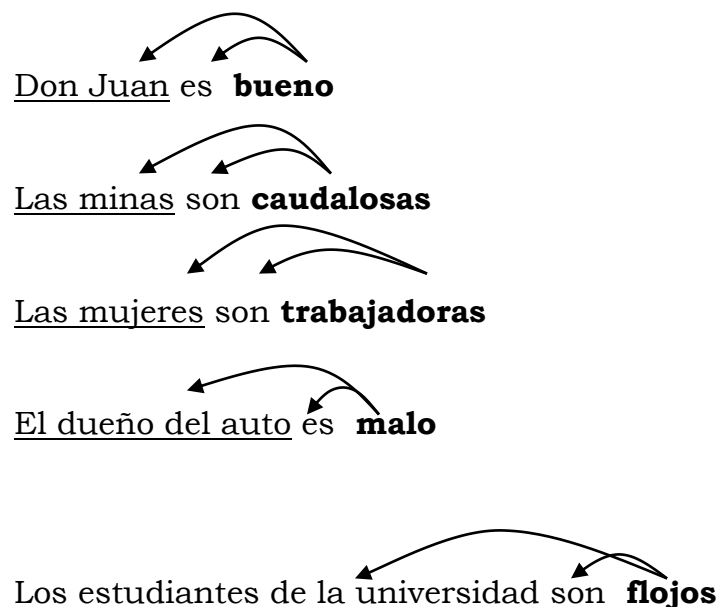 Don Juan es bueno
Las minas son caudalosas
Las mujeres son trabajadoras
El dueño del auto es malo
Los estudiantes de la universidad son flojos